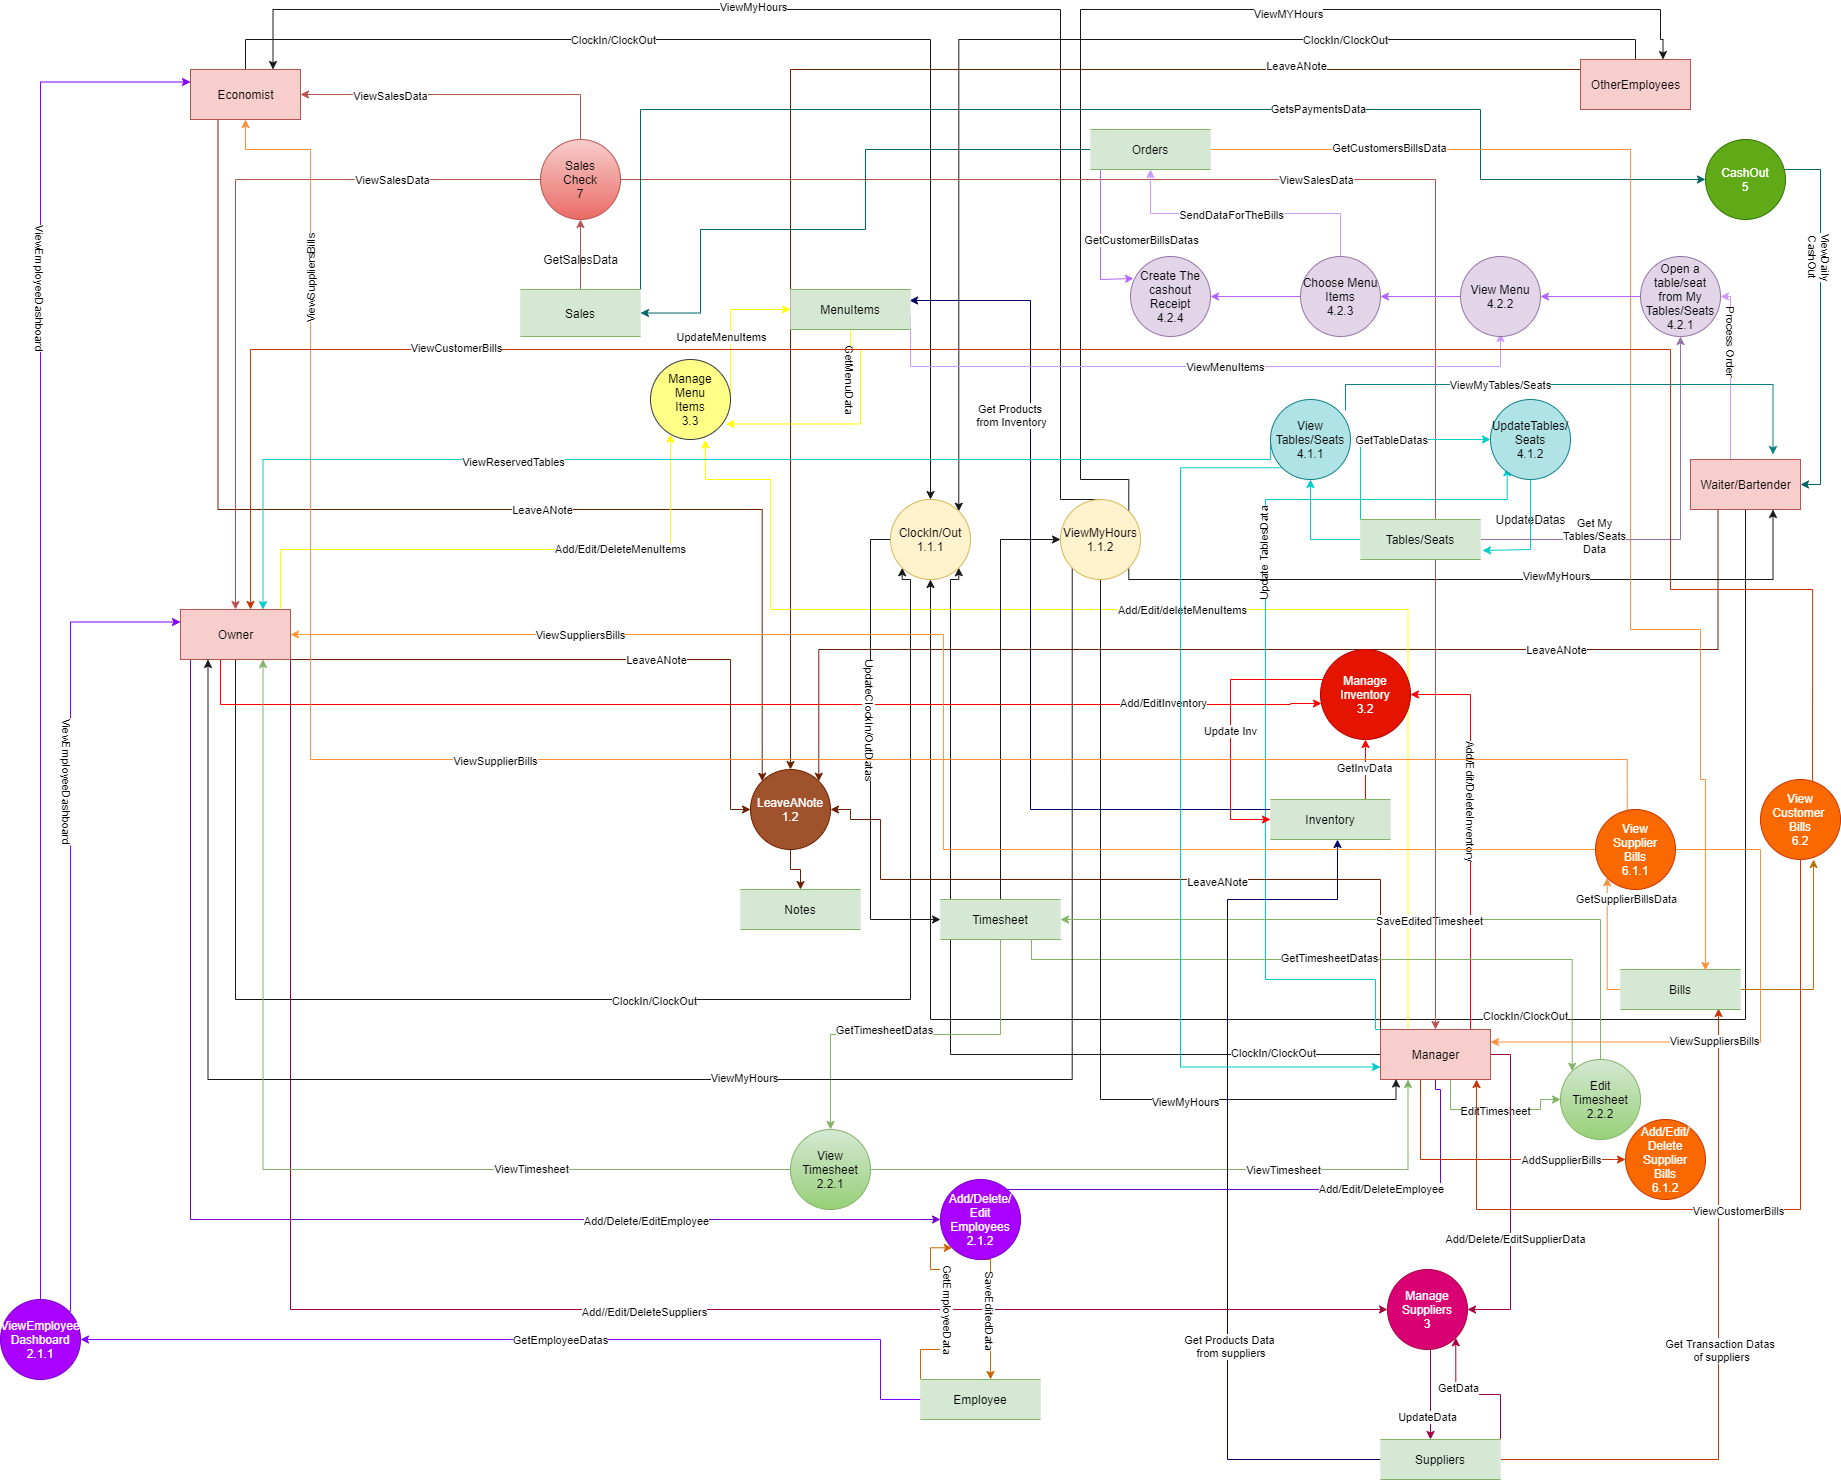 ViewMyHours
ViewMYHours
ClockIn/ClockOut
ClockIn/ClockOut
LeaveANote
Economist
OtherEmployees
ViewSalesData
GetsPaymentsData
Orders
GetCustomersBillsData
Sales
Check
7
CashOut
5
ViewSalesData
ViewSalesData
SendDataForTheBills
GetCustomerBillsDatas
ViewDaily
CashOut
ViewEmployeeDashboard
ViewSuppliersBills
GetSalesData
Create The
cashout
Receipt
4.2.4
Choose Menu
Items
4.2.3
View Menu
4.2.2
Open a
table/seat
from My
Tables/Seats
4.2.1
Sales
MenuItems
Process Order
UpdateMenuItems
ViewCustomerBills
GetMenuData
ViewMenuItems
Manage
Menu
Items
3.3
Get Products
from Inventory
ViewMyTables/Seats
View
Tables/Seats
4.1.1
GetTableDatas
UpdateTables/
Seats
4.1.2
ViewReservedTables
Waiter/Bartender
LeaveANote
ClockIn/Out
1.1.1
ViewMyHours
1.1.2
Update TablesData
Tables/Seats
UpdateDatas
Get My
Tables/Seats
Data
Add/Edit/DeleteMenuItems
ViewMyHours
Add/Edit/deleteMenuItems
Owner
ViewSuppliersBills
LeaveANote
LeaveANote
UpdateClockIn/OutDatas
Manage
Inventory
3.2
Add/EditInventory
Update Inv
ViewEmployeeDashboard
ViewSupplierBills
GetInvData
Add/Edit/DeleteInventory
LeaveANote
1.2
Inventory
View
Supplier
Bills
6.1.1
View
Customer
Bills
6.2
LeaveANote
GetSupplierBillsData
Notes
Timesheet
SaveEditedTimesheet
GetTimesheetDatas
Bills
ClockIn/ClockOut
ClockIn/ClockOut
GetTimesheetDatas
ClockIn/ClockOut
Manager
ViewSuppliersBills
ViewMyHours
ViewMyHours
EditTimesheet
Edit
Timesheet
2.2.2
View
Timesheet
2.2.1
ViewTimesheet
ViewTimesheet
AddSupplierBills
Add/Edit/
Delete
Supplier
Bills
6.1.2
Add/Edit/DeleteEmployee
Add/Delete/
Edit
Employees
2.1.2
Add/Delete/EditEmployee
ViewCustomerBills
Add/Delete/EditSupplierData
GetEmployeeData
SaveEditedData
Add//Edit/DeleteSuppliers
Manage
Suppliers
3
ViewEmployee
Dashboard
2.1.1
GetEmployeeDatas
Get Products Data
from suppliers
Get Transaction Datas
of suppliers
GetData
Employee
UpdateData
Suppliers